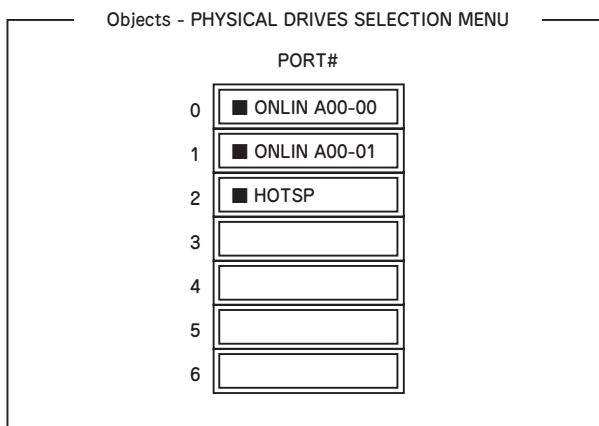 Objects - PHYSICAL DRIVES SELECTION MENU
PORT#
0 ■ ONLIN A00-00
1 ■ ONLIN A00-01
2 ■ HOTSP
3
4
5
6